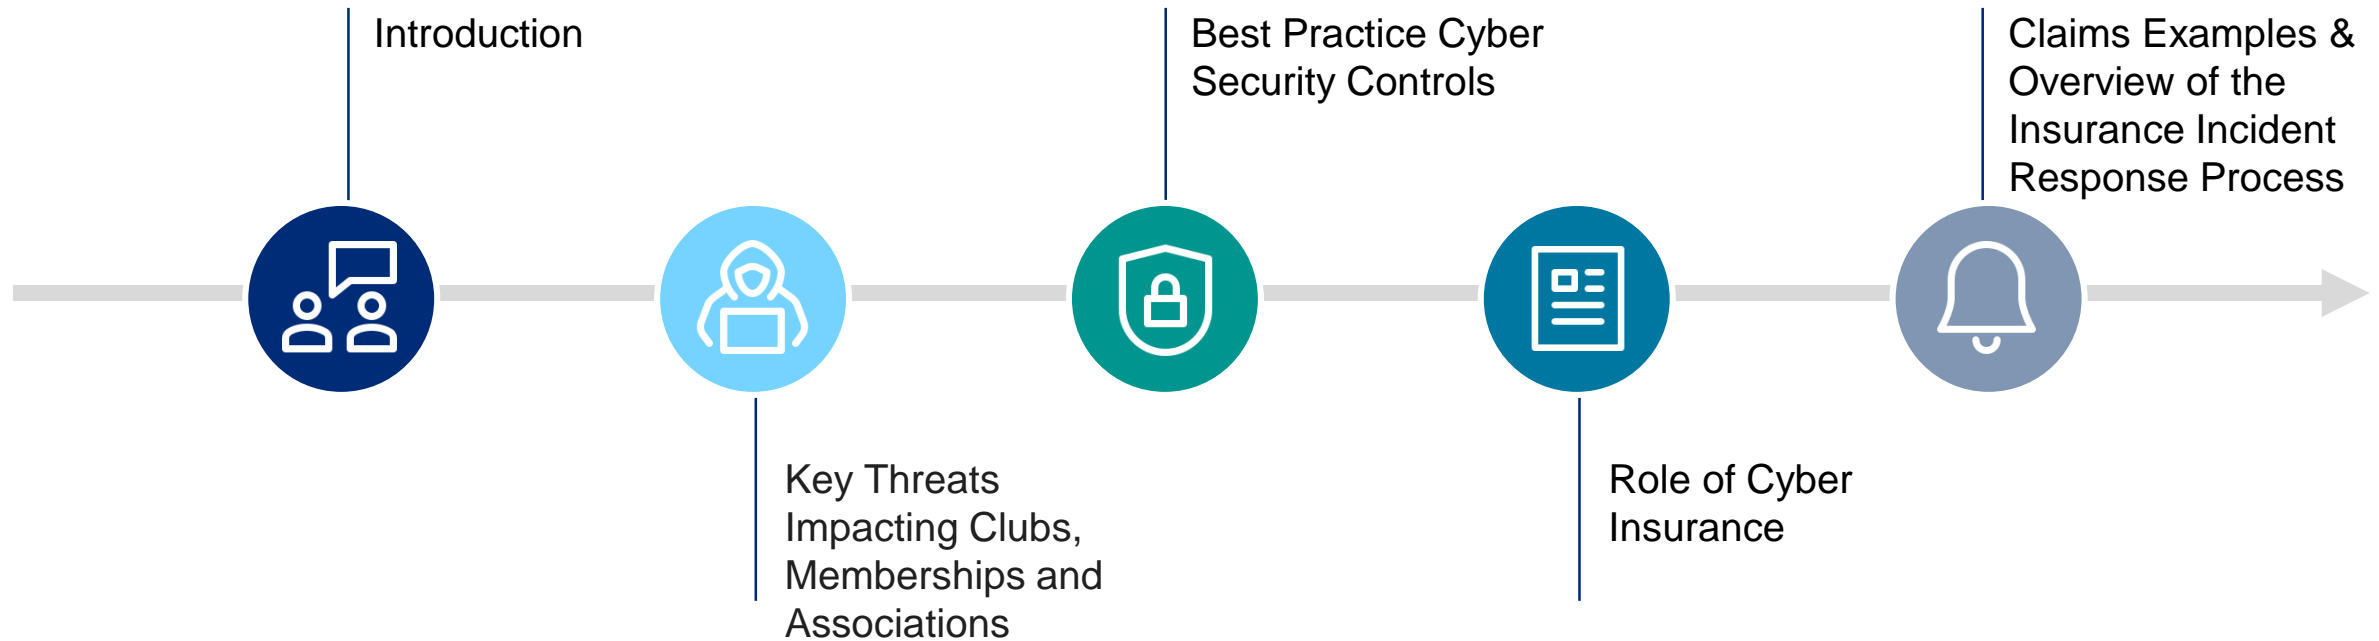 Introduction
Key Threats
Impacting Clubs,
Memberships and
Associations
Best Practice Cyber
Security Controls
Role of Cyber
Insurance
Claims Examples &
Overview of the
Insurance Incident
Response Process